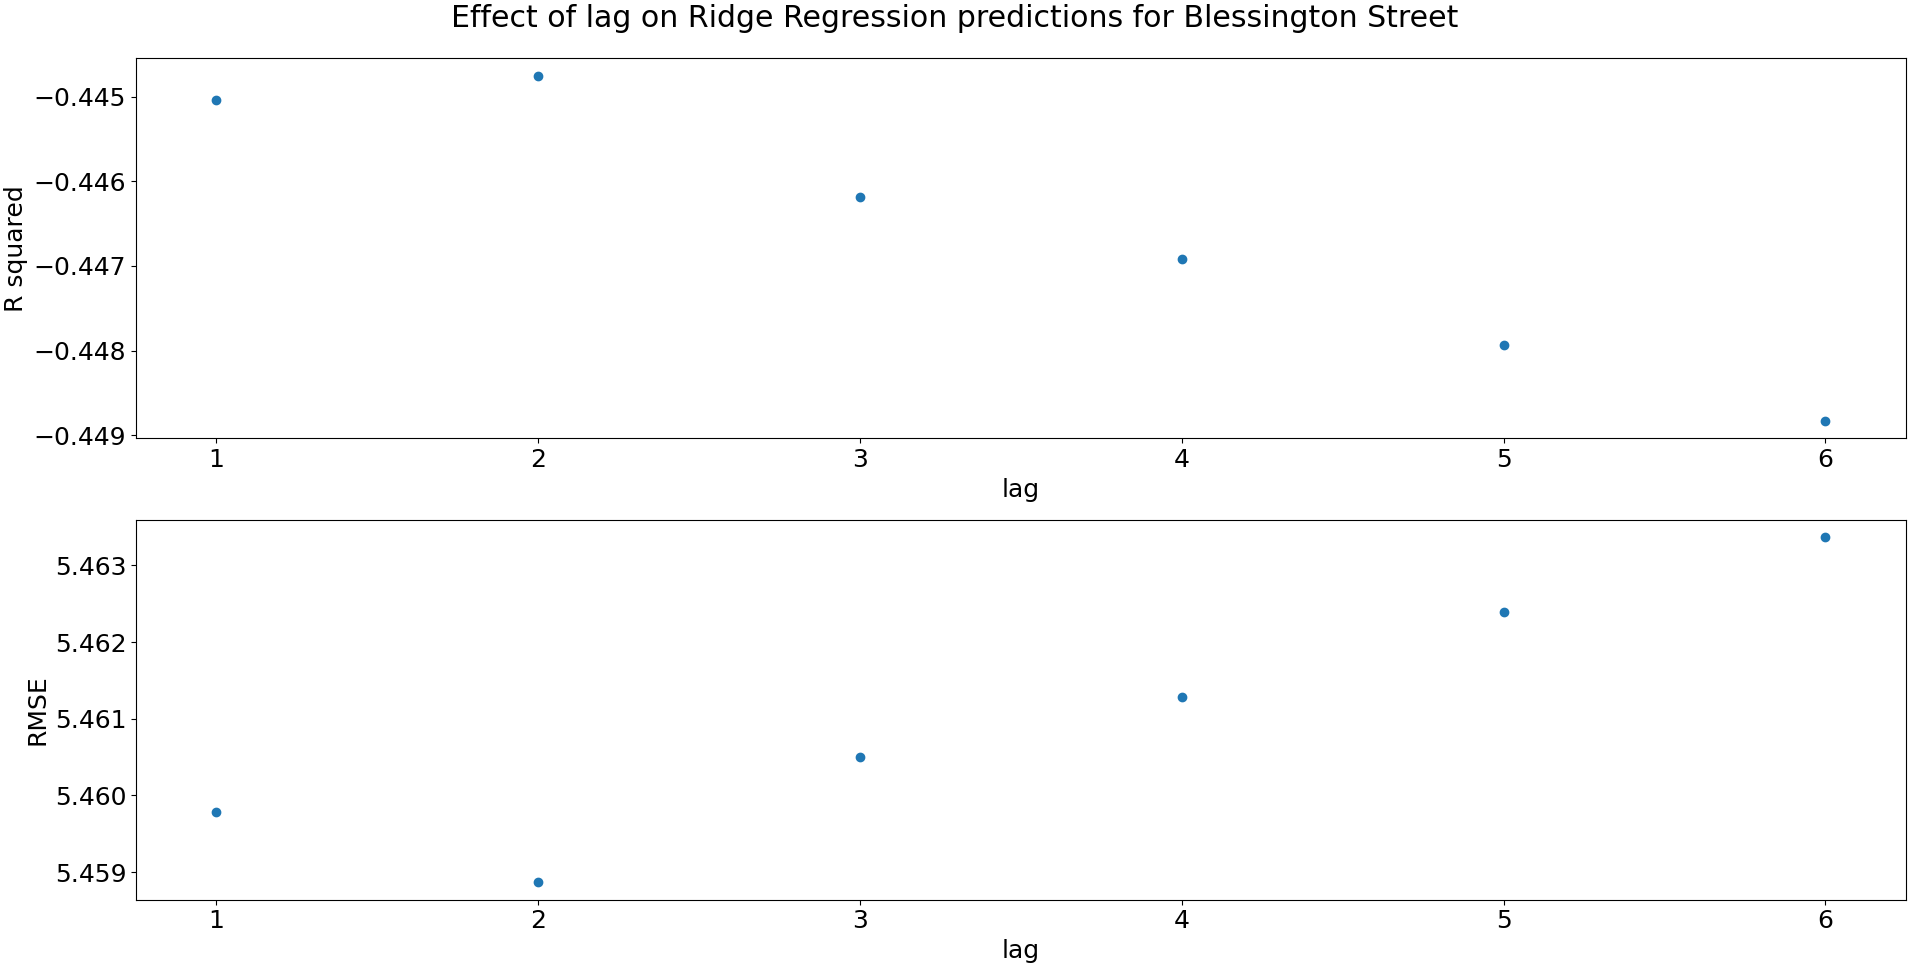 Effect of lag on Ridge Regression predictions for Blessington Street
−0.445
−0.446
−0.447
−0.448
−0.449
R squared
1 2 3 4 5 6
lag
5.463
5.462
5.461
5.460
5.459
RMSE
1 2 3 4 5 6
lag